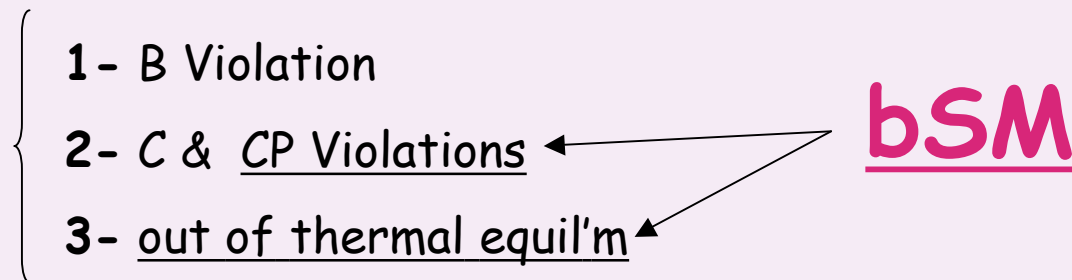 1- B Violation
2- C & CP Violations
bSM
3- out of thermal equil'm